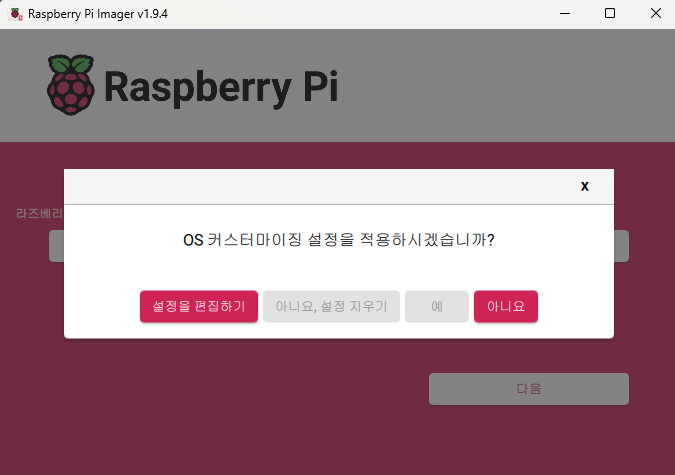 Raspberry Pi Imager v1.9.4
Raspberry Pi
X
라즈베리
OS 커스터마이징 설정을 적용하시겠습니까?
설정을 편집하기 아니요, 설정 지우기 예 아니요
다음